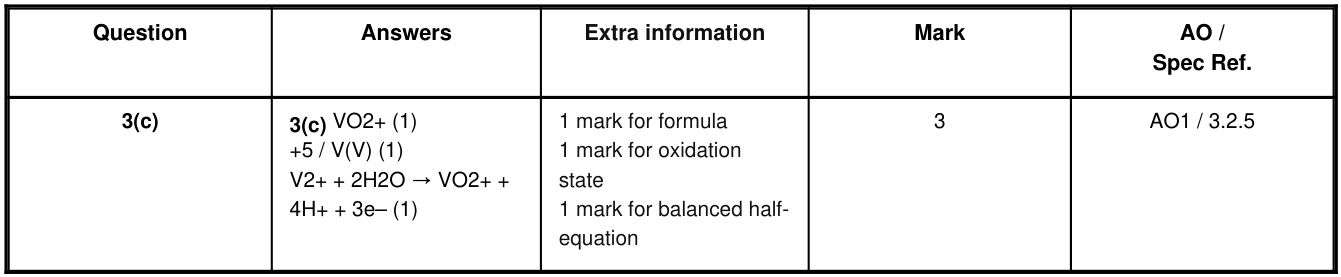 Question
Answers
Extra information
Mark
AO /
Spec Ref.
3(c)
3(c) VO2+ (1)
+5 / V(V) (1)
V2+ + 2H2O → VO2+ +
4H+ + 3e– (1)
1 mark for formula
1 mark for oxidation
state
1 mark for balanced half-
equation
3
AO1 / 3.2.5